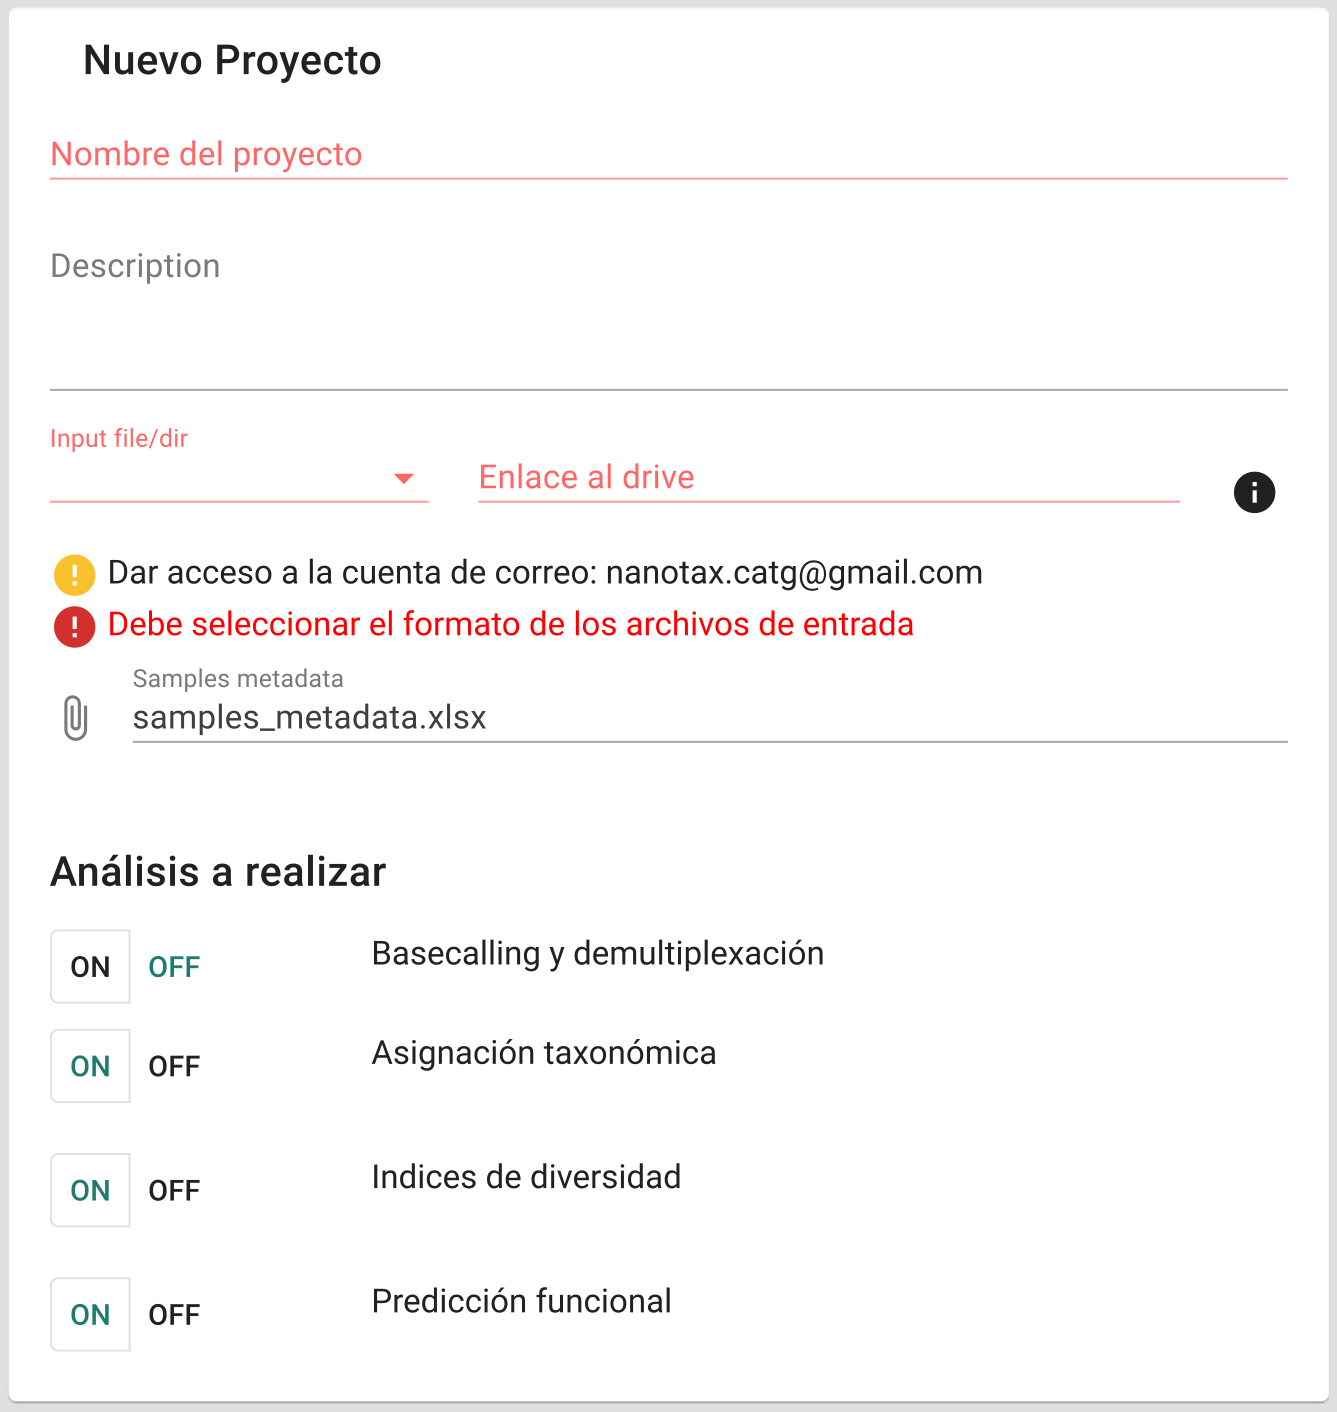 Nuevo Proyecto
Nombre del proyecto
Description
Input file/dir
Enlace al drive
Dar acceso a la cuenta de correo: nanotax.catg@gmail.com
Debe seleccionar el formato de los archivos de entrada
Samples metadata
samples_metadata.xlsx
Análisis a realizar
ON OFF Basecalling y demultiplexación
ON OFF Asignación taxonómica
ON OFF Indices de diversidad
ON OFF Predicción funcional